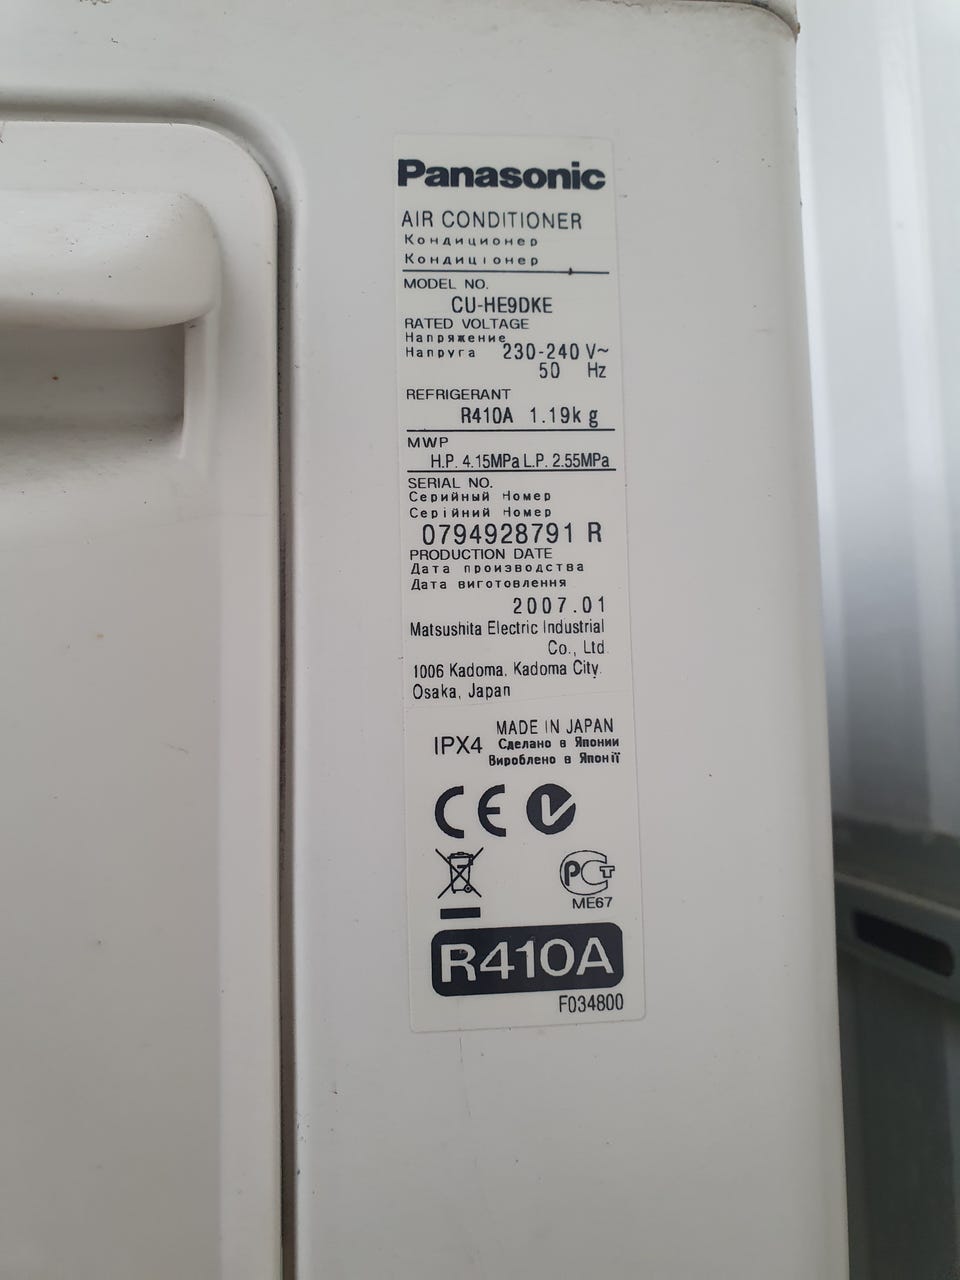 Panasonic
AIR CONDITIONER
Кондиционер
Кондиціонер
MODEL NO.
CU-HE9DKE
RATED VOLTAGE
Напряжение
Напруга 230-240 V~
50 Hz
REFRIGERANT
R410A 1.19kg
MWP
H.P. 4.15MPa L.P. 2.55MPa
SERIAL NO.
Серийный Номер
Серійний Номер
0794928791 R
PRODUCTION DATE
Дата производства
Дата виготовлення
2007.01
Matsushita Electric Industrial
Co., Ltd.
1006 Kadoma, Kadoma City.
Osaka, Japan
MADE IN JAPAN
IPX4 Сделано в Японии
Вироблено в Японії
CE
РСТ
ME67
R410A
F034800